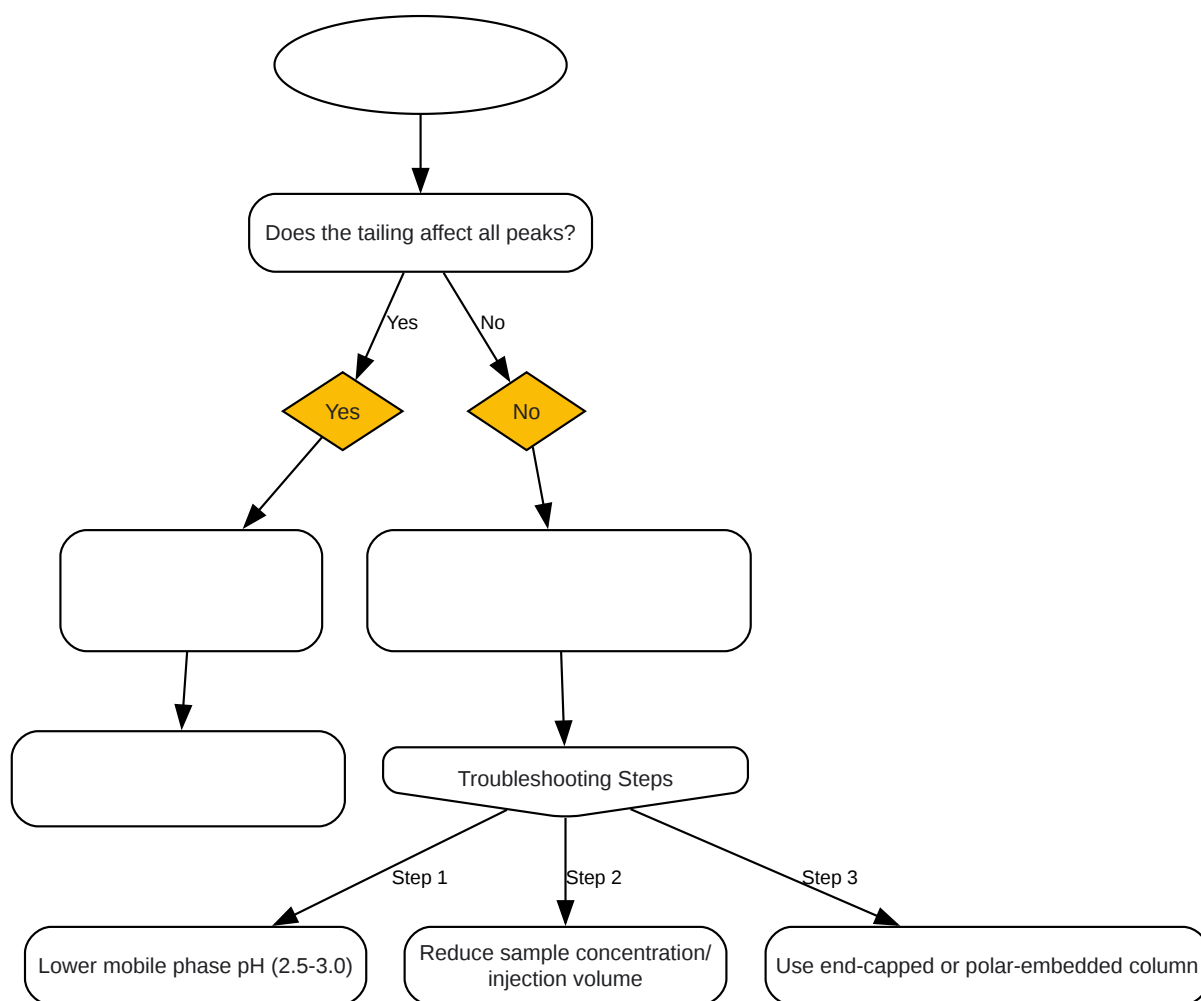 Does the tailing affect all peaks?
Yes
No
Yes
No
Troubleshooting Steps
Step 1
Step 2
Step 3
Lower mobile phase pH (2.5-3.0)
Reduce sample concentration/
injection volume
Use end-capped or polar-embedded column